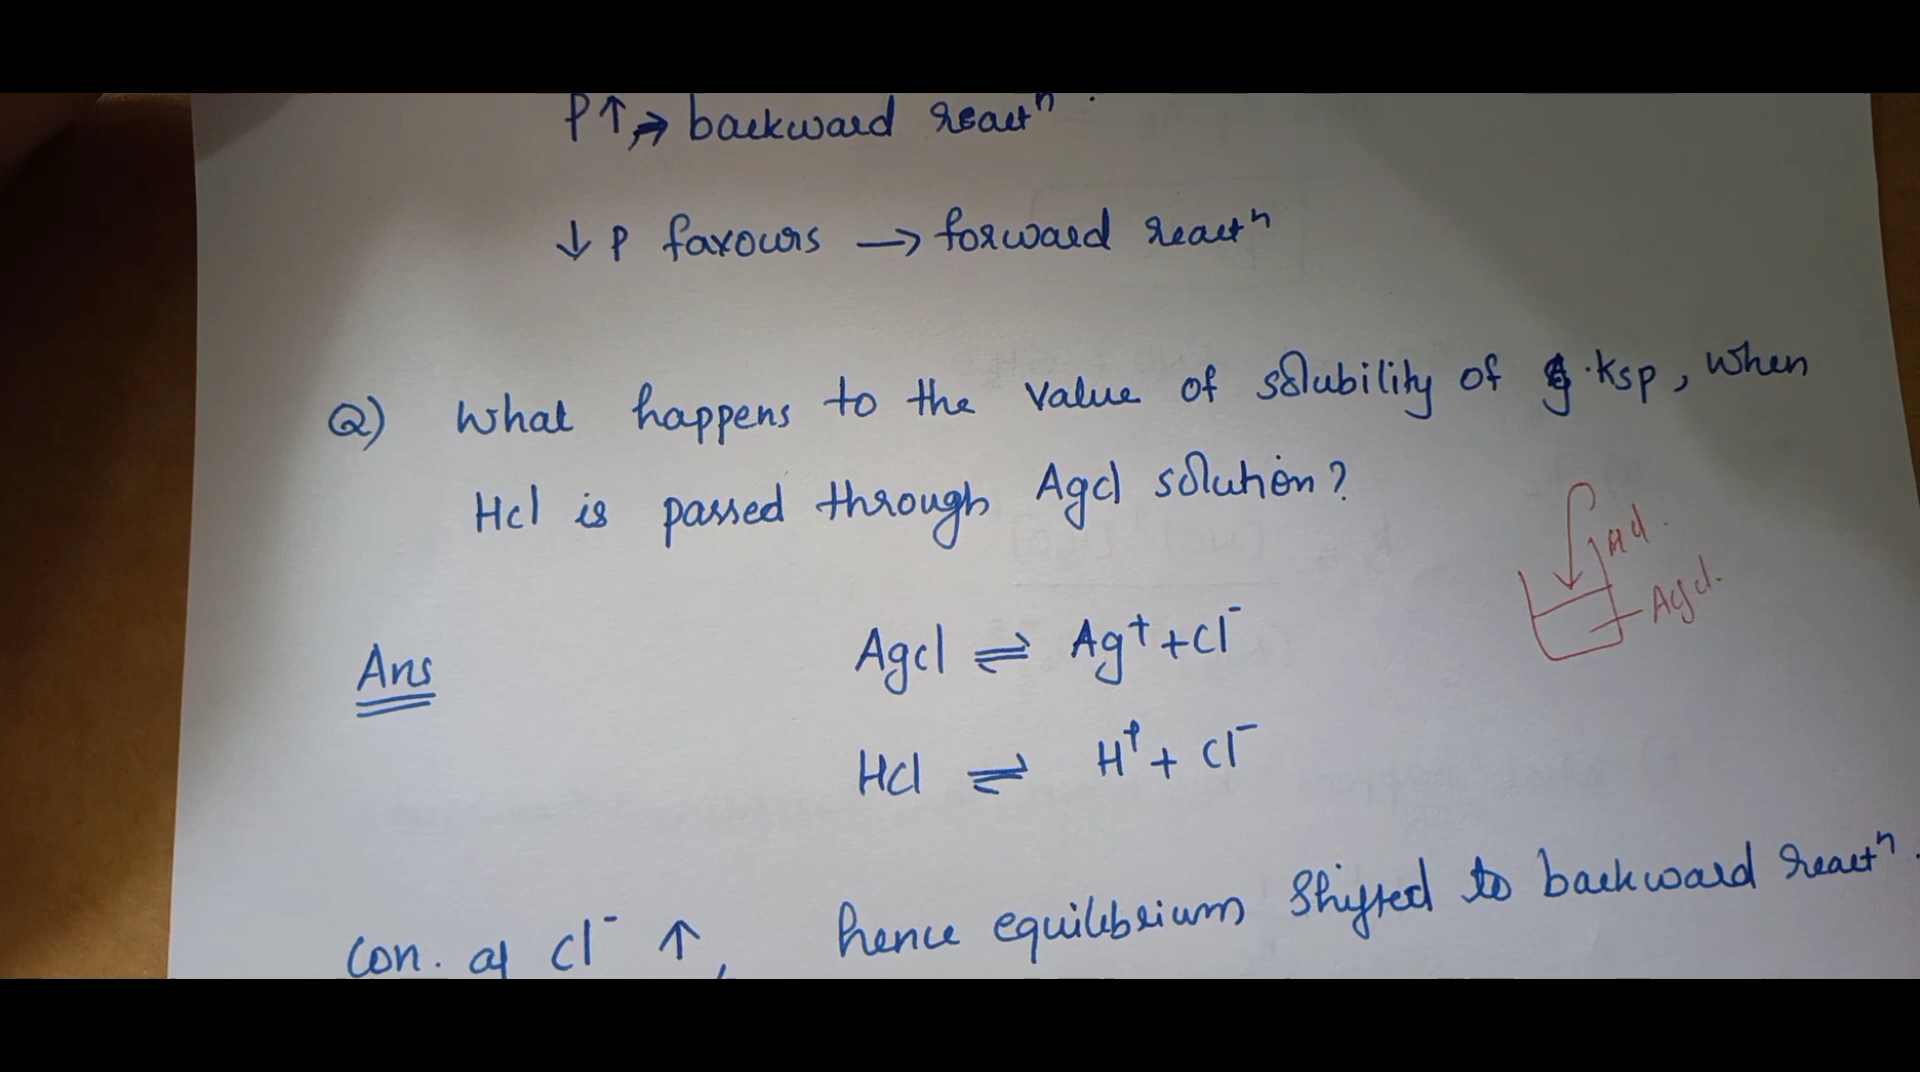 P↑→ backward reactⁿ.
↓ P favours → forward reactⁿ
Q) What happens to the value of solubility of . Ksp, when
Hcl is passed through Agcl solution?
Hcl.
Agcl.
Ans
Agcl ⇌ Ag⁺ + Cl⁻
HCl ⇌ H⁺ + Cl⁻
Con. of Cl⁻ ↑, hence equilibrium Shifted to backward reactⁿ.